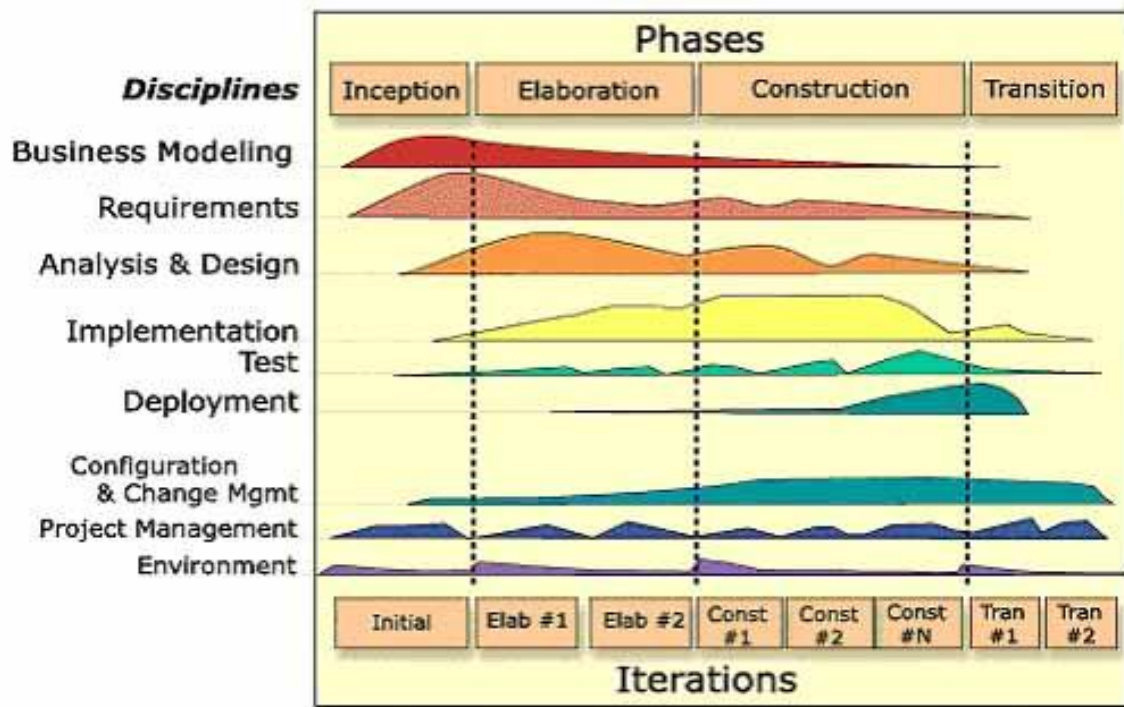 Phases
Disciplines
Inception
Elaboration
Construction
Transition
Business Modeling
Requirements
Analysis & Design
Implementation
Test
Deployment
Configuration
& Change Mgmt
Project Management
Environment
Initial
Elab #1
Elab #2
Const
#1
Const
#2
Const
#N
Tran
#1
Tran
#2
Iterations